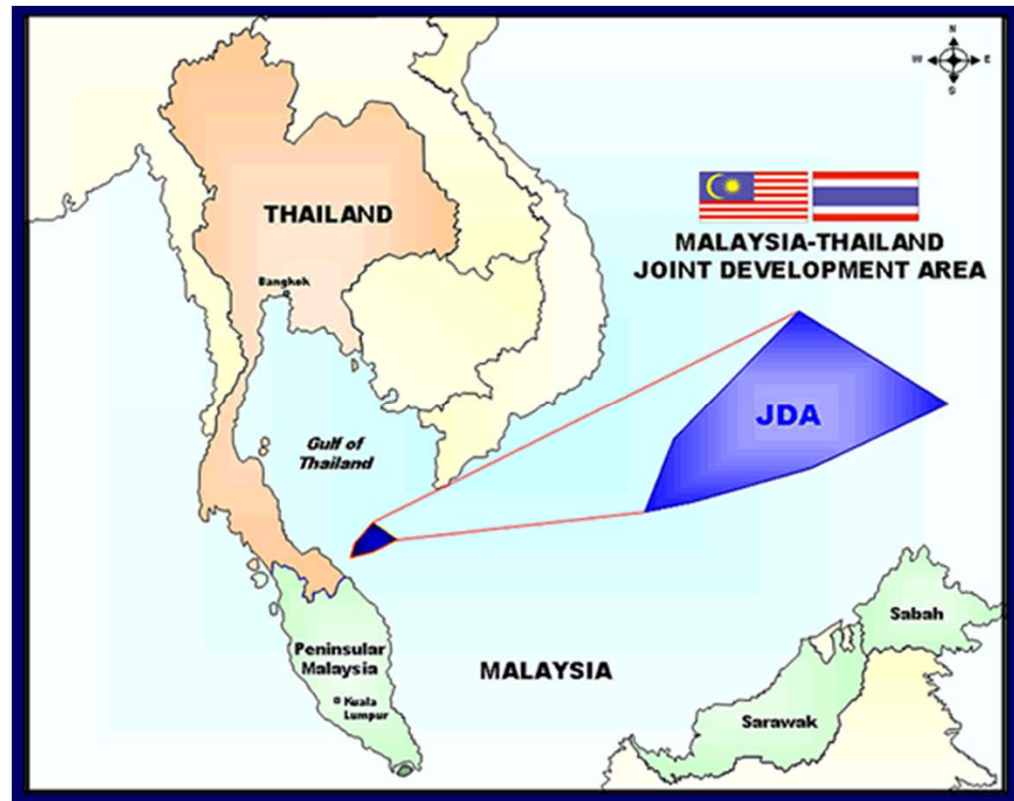 N
W E
S
THAILAND
Bangkok
MALAYSIA-THAILAND
JOINT DEVELOPMENT AREA
JDA
Gulf of
Thailand
Sabah
Peninsular
Malaysia
MALAYSIA
Kuala
Lumpur
Sarawak